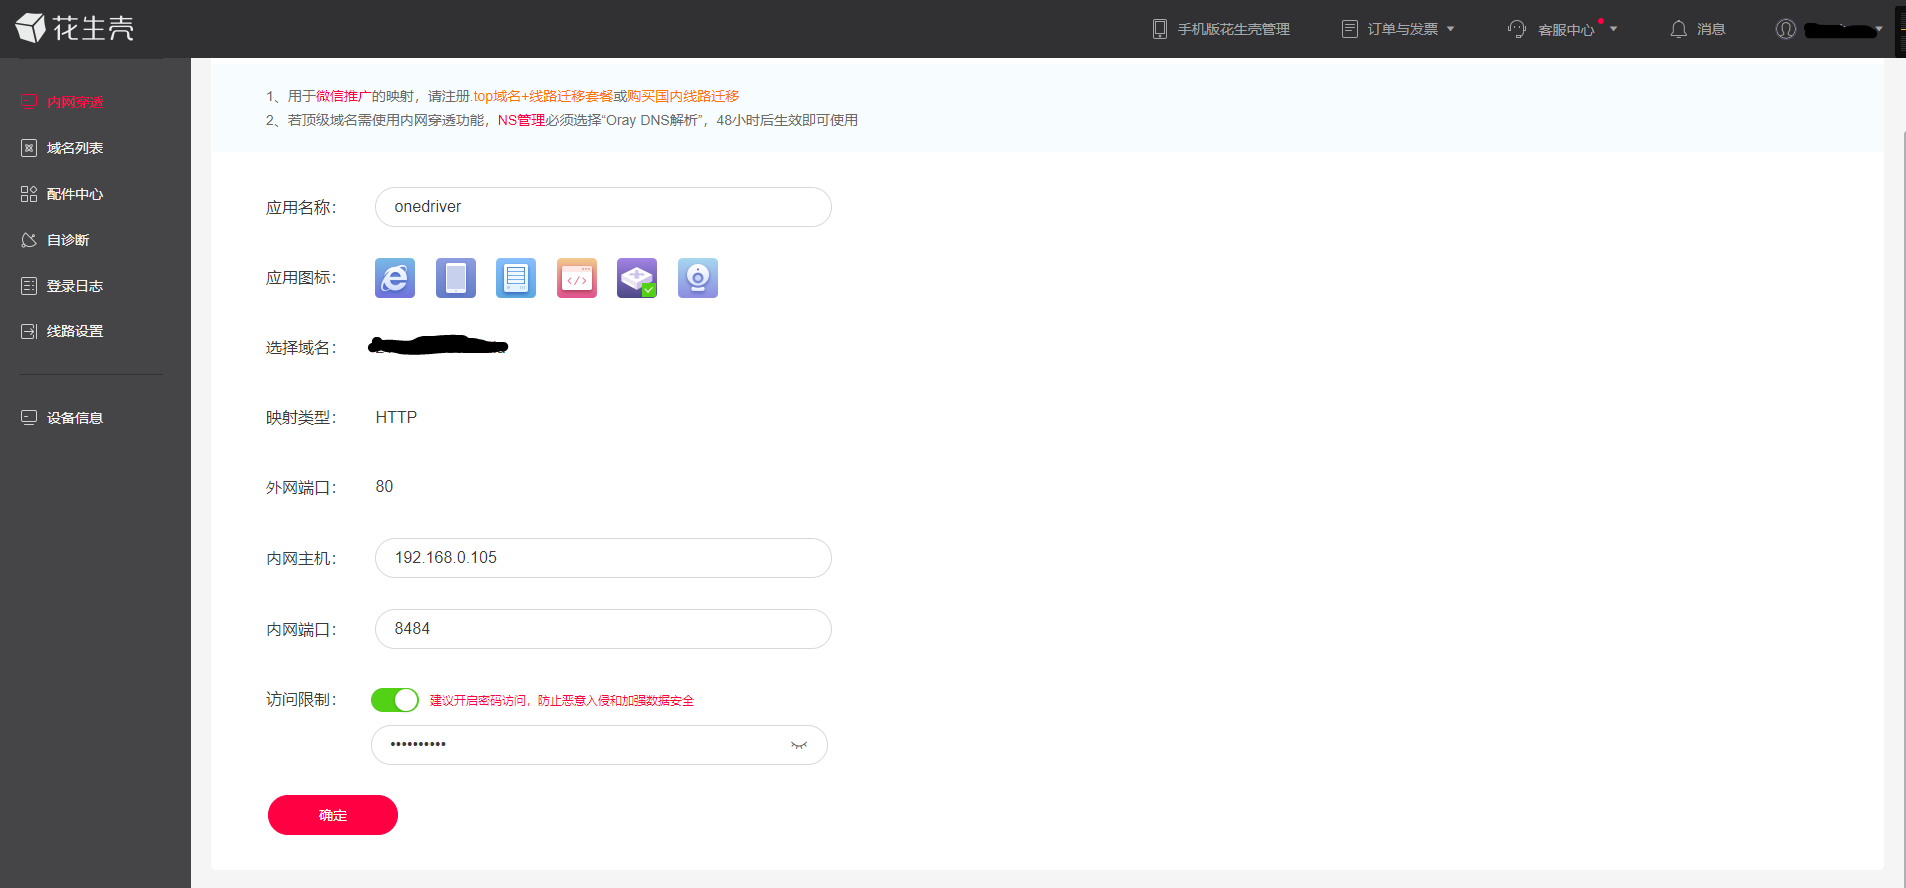 花生壳
手机版花生壳管理
订单与发票
客服中心
消息
内网穿透
域名列表
配件中心
自诊断
登录日志
线路设置
设备信息
1、用于微信推广的映射，请注册.top域名+线路迁移套餐或购买国内线路迁移
2、若顶级域名需使用内网穿透功能，NS管理必须选择“Oray DNS解析”，48小时后生效即可使用
应用名称： onedriver
应用图标：
选择域名：
映射类型： HTTP
外网端口： 80
内网主机： 192.168.0.105
内网端口： 8484
访问限制： 建议开启密码访问，防止恶意入侵和加强数据安全
••••••••••
确定